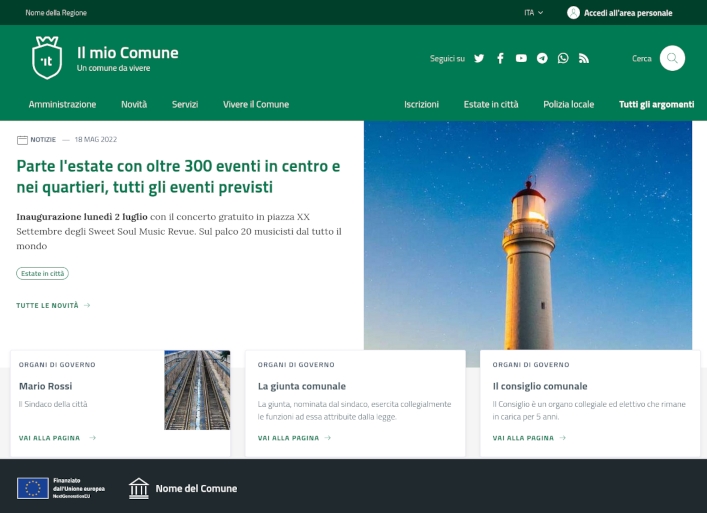 Nome della Regione
ITA
Accedi all'area personale
·ıt
Il mio Comune
Un comune da vivere
Seguici su
Cerca
Amministrazione
Novità
Servizi
Vivere il Comune
Iscrizioni
Estate in città
Polizia locale
Tutti gli argomenti
NOTIZIE — 18 MAG 2022
Parte l'estate con oltre 300 eventi in centro e
nei quartieri, tutti gli eventi previsti
Inaugurazione lunedì 2 luglio con il concerto gratuito in piazza XX
Settembre degli Sweet Soul Music Revue. Sul palco 20 musicisti dal tutto il
mondo
Estate in città
TUTTE LE NOVITÀ →
ORGANI DI GOVERNO
Mario Rossi
Il Sindaco della città
VAI ALLA PAGINA →
ORGANI DI GOVERNO
La giunta comunale
La giunta, nominata dal sindaco, esercita collegialmente
le funzioni ad essa attribuite dalla legge.
VAI ALLA PAGINA →
ORGANI DI GOVERNO
Il consiglio comunale
Il Consiglio è un organo collegiale ed elettivo che rimane
in carica per 5 anni.
VAI ALLA PAGINA →
Finanziato
dall'Unione europea
NextGenerationEU
Nome del Comune